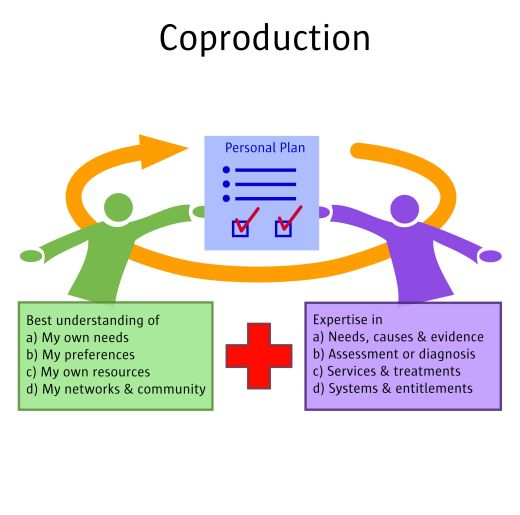 Coproduction
Personal Plan
Best understanding of
a) My own needs
b) My preferences
c) My own resources
d) My networks & community
Expertise in
a) Needs, causes & evidence
b) Assessment or diagnosis
c) Services & treatments
d) Systems & entitlements